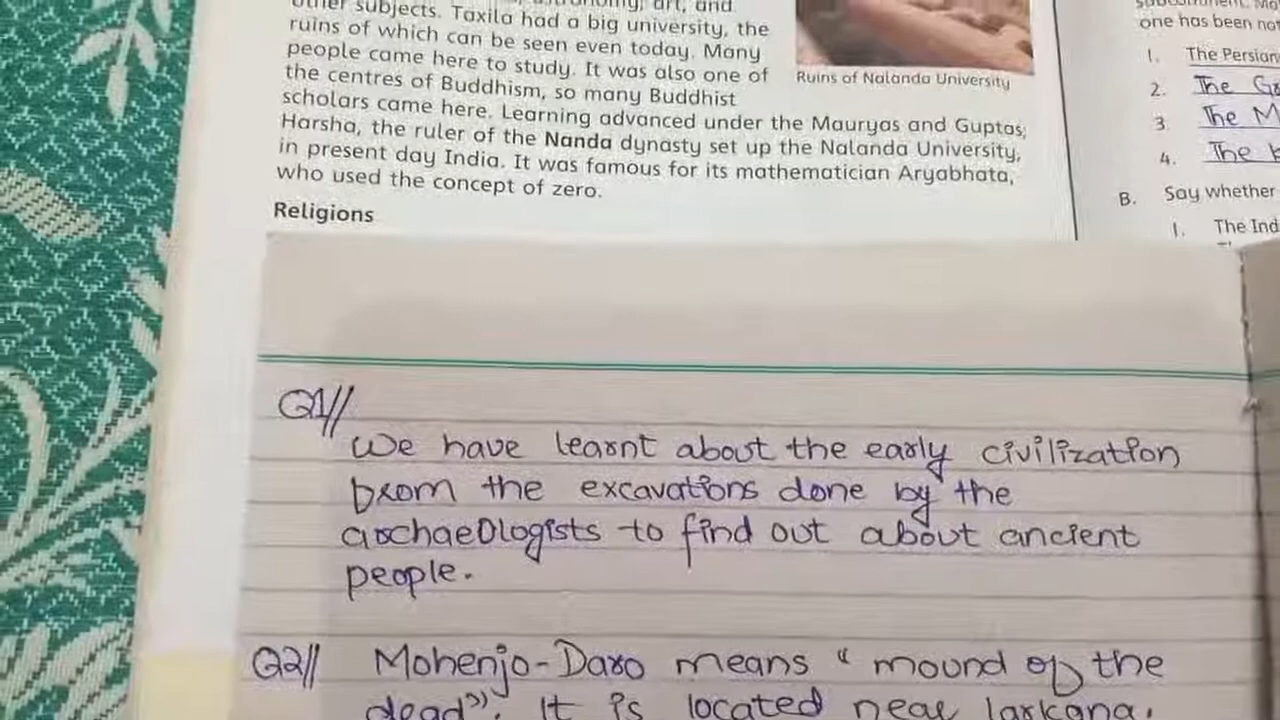 other subjects. Taxila had a big university, the
ruins of which can be seen even today. Many
people came here to study. It was also one of
the centres of Buddhism, so many Buddhist
scholars came here. Learning advanced under the Mauryas and Guptas;
Harsha, the ruler of the Nanda dynasty set up the Nalanda University,
in present day India. It was famous for its mathematician Aryabhata,
who used the concept of zero.
Ruins of Nalanda University
Religions
one has been
1. The Persian
2. The
3. The
4. The
B. Say whether
1. The Ind
Q1//
We have learnt about the early civilization
from the excavations done by the
archaeologists to find out about ancient
people.
Q2// Mohenjo-Daro means "mound of the
dead". It is located near larkana.